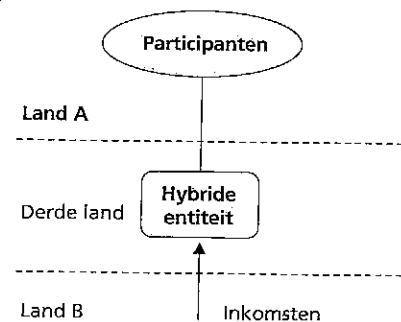 Participanten
Land A
Hybride
entiteit
Derde land
Land B
Inkomsten